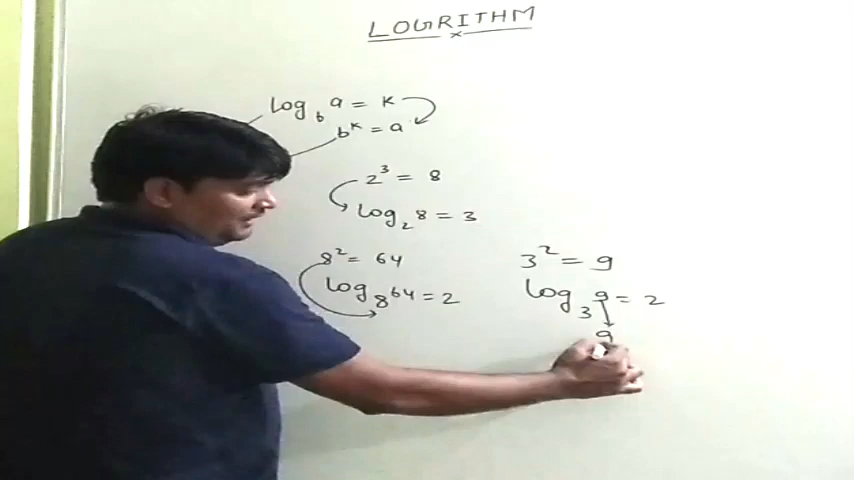 LOGRITHM
log_b a = k
b^k = a
2^3 = 8
log_2 8 = 3
8^2 = 64
log_8 64 = 2
3^2 = 9
log_3 9 = 2
9